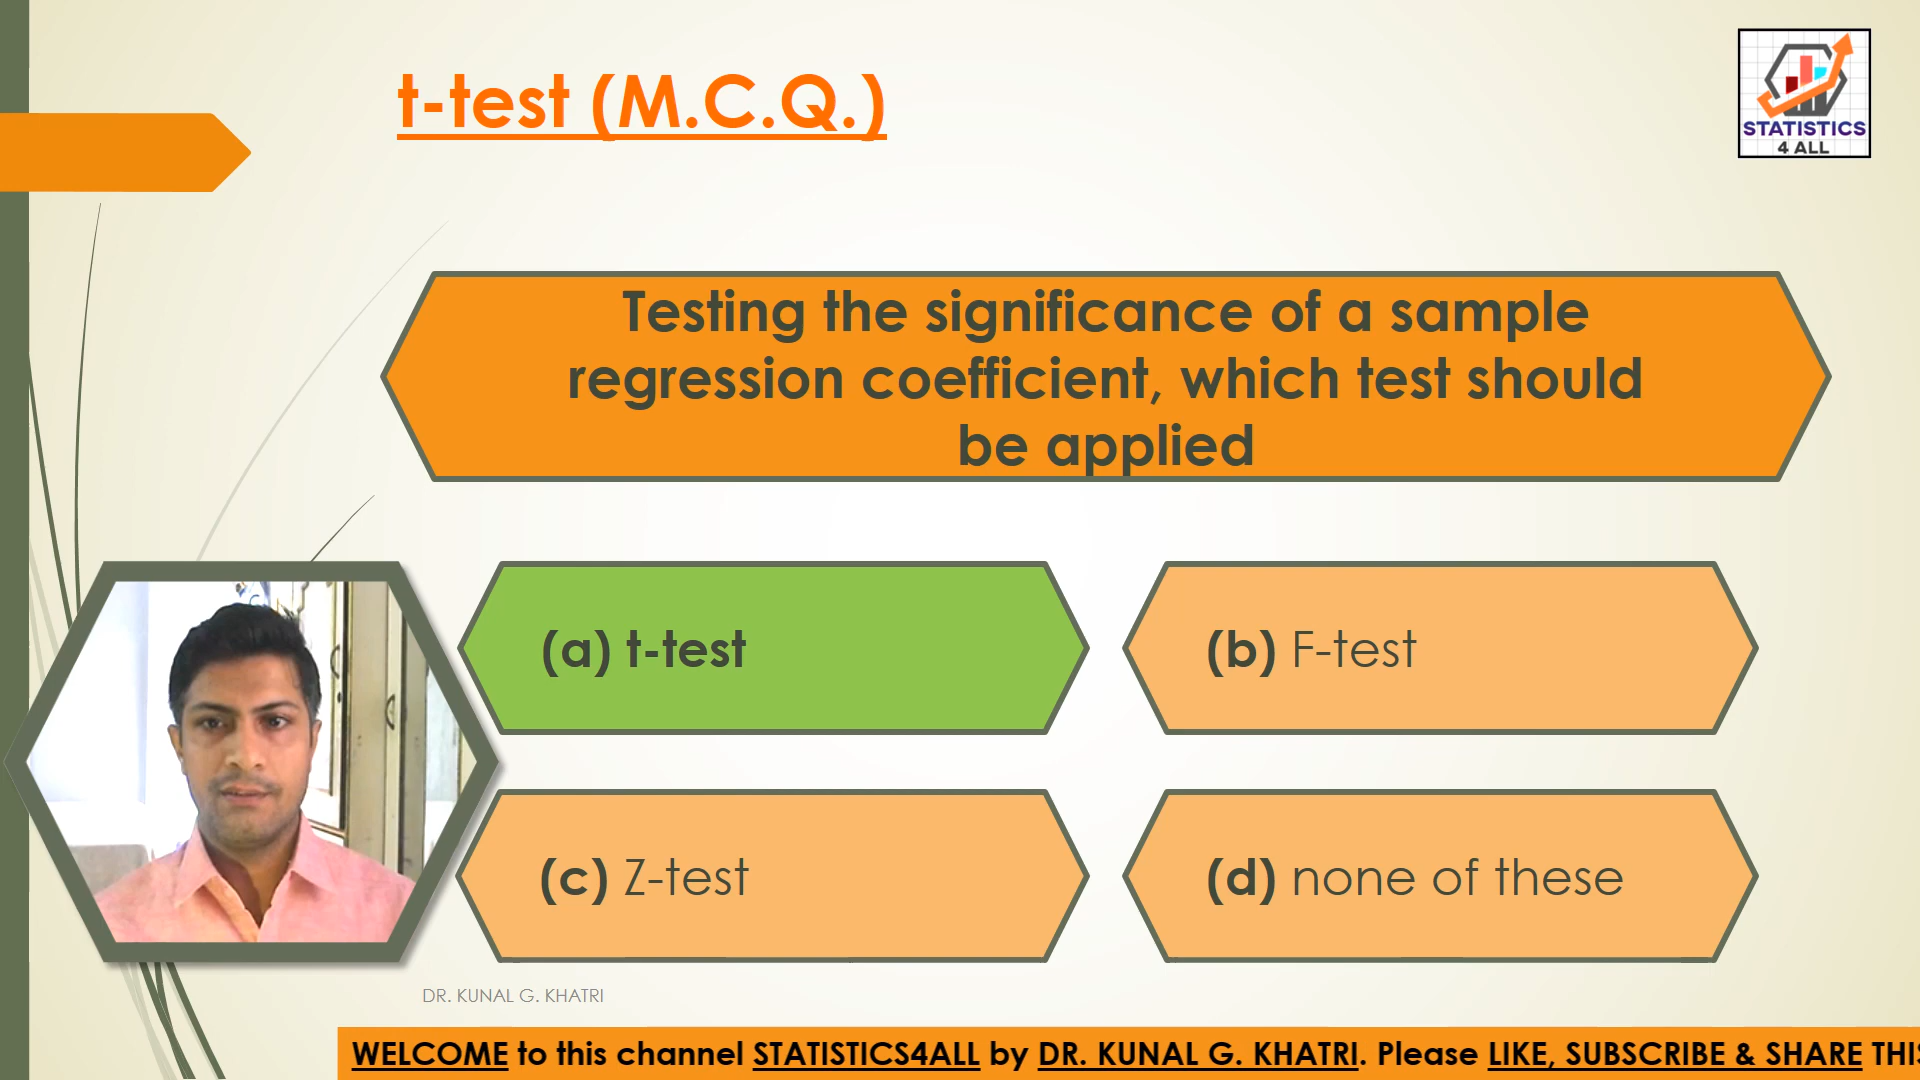 t-test (M.C.Q.)
STATISTICS
4 ALL
Testing the significance of a sample
regression coefficient, which test should
be applied
(a) t-test
(b) F-test
(c) Z-test
(d) none of these
DR. KUNAL G. KHATRI
WELCOME to this channel STATISTICS4ALL by DR. KUNAL G. KHATRI. Please LIKE, SUBSCRIBE & SHARE